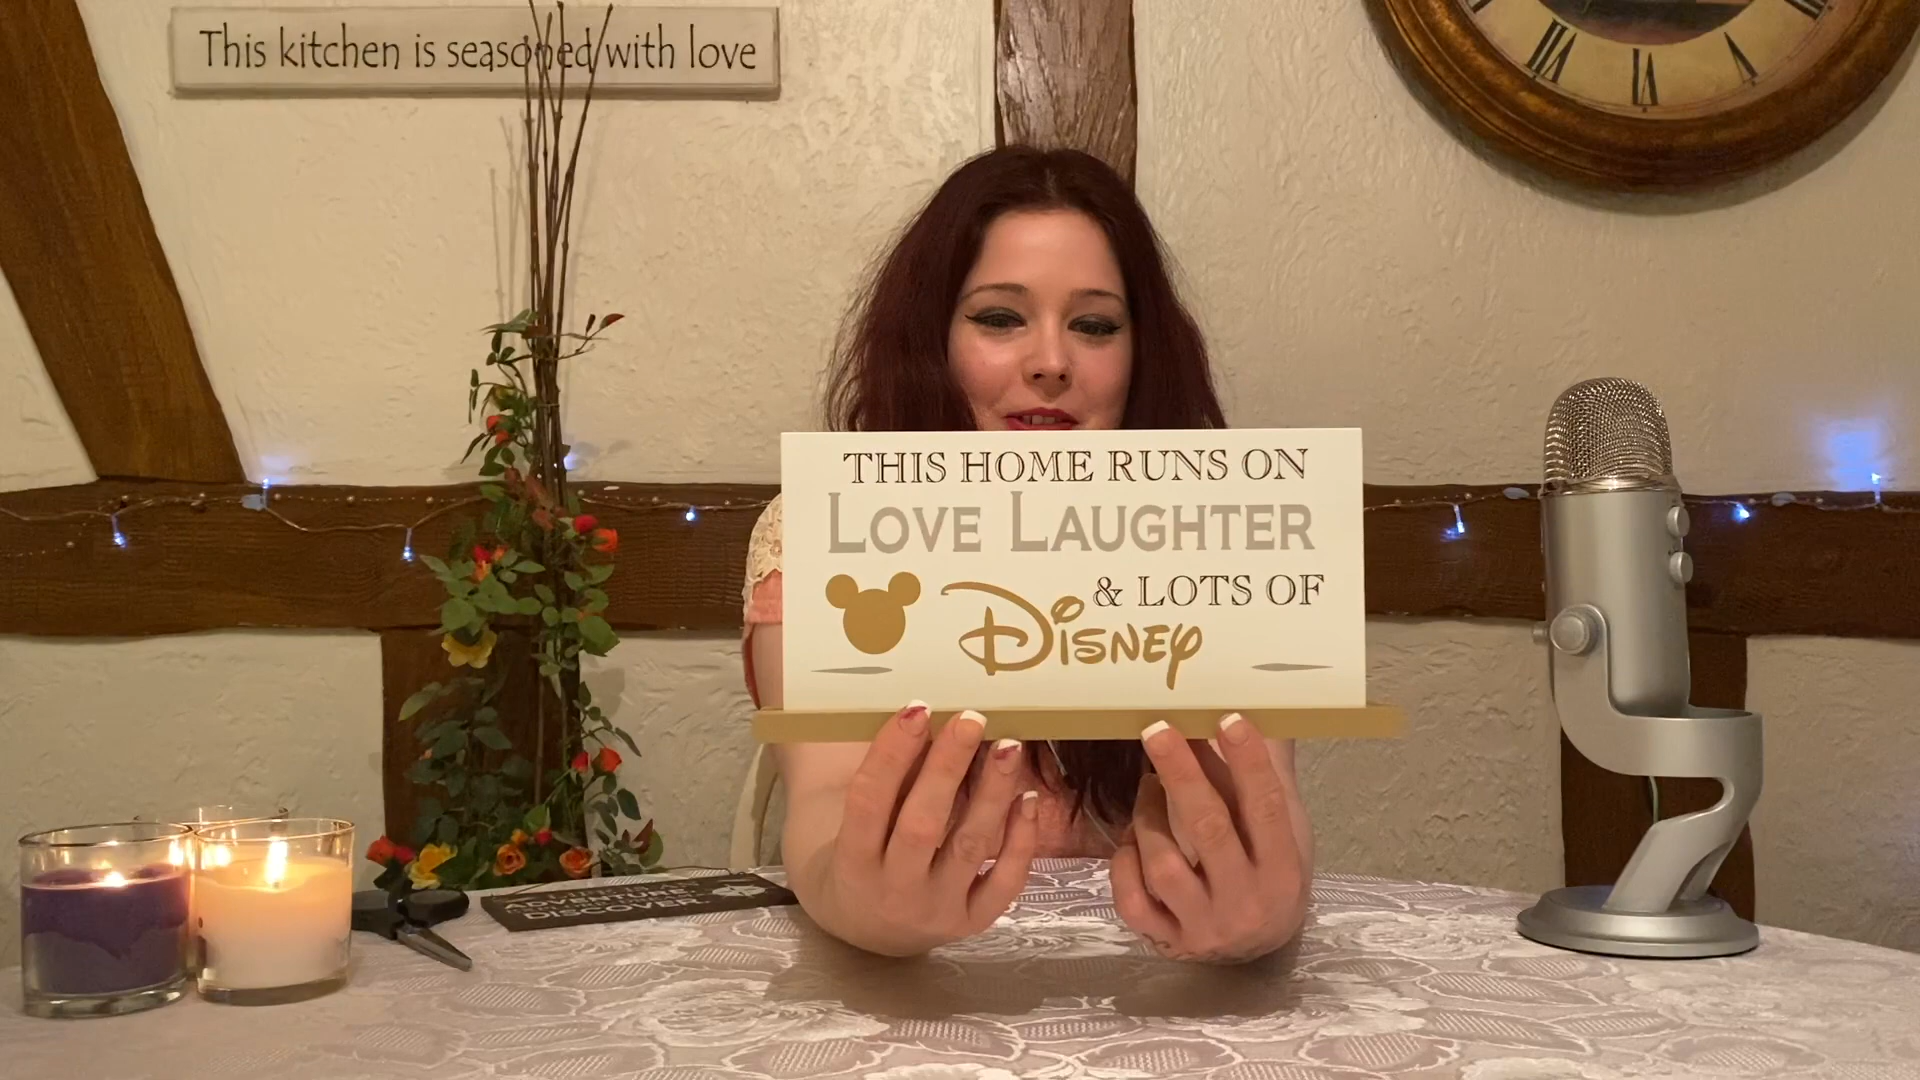 This kitchen is seasoned with love
THIS HOME RUNS ON
LOVE LAUGHTER
& LOTS OF
DISNEY
ADVENTURE
DISCOVER